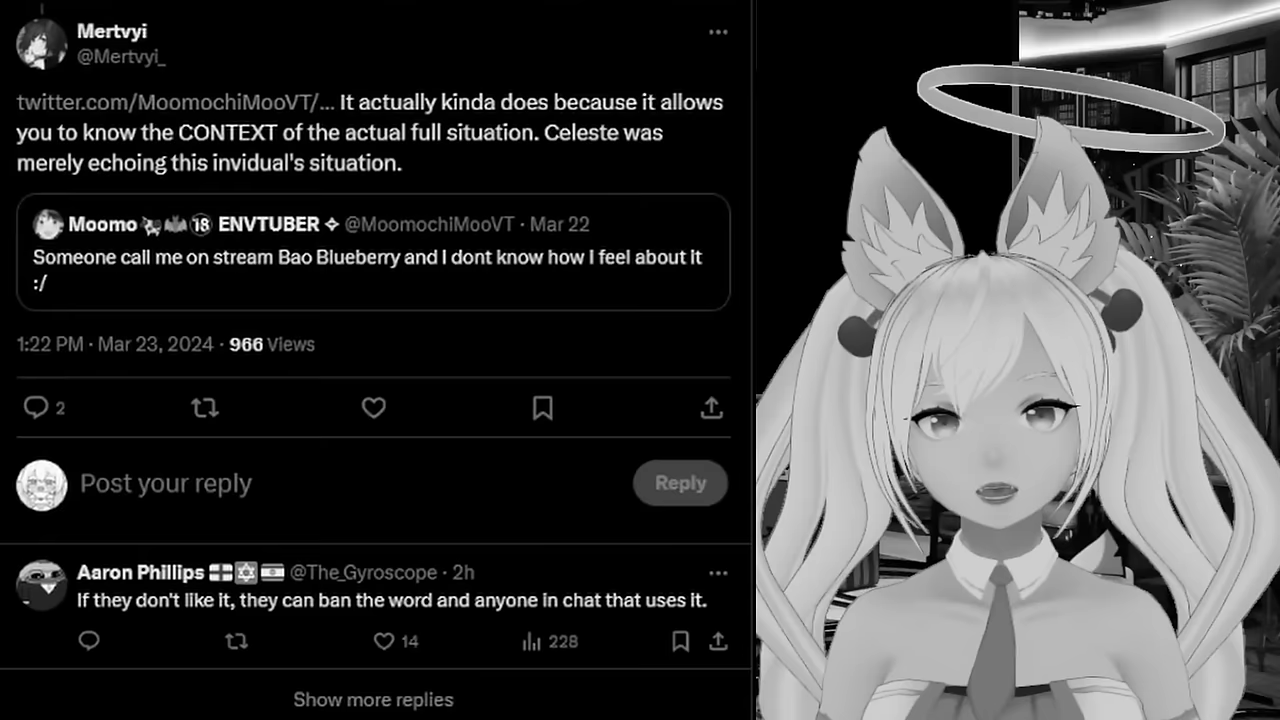 Mertvyi
@Mertvyi_
twitter.com/MoomochiMooVT/... It actually kinda does because it allows
you to know the CONTEXT of the actual full situation. Celeste was
merely echoing this invidual's situation.
Moomo 18 ENVTUBER @MoomochiMooVT · Mar 22
Someone call me on stream Bao Blueberry and I dont know how I feel about It
:/
1:22 PM · Mar 23, 2024 · 966 Views
2
Post your reply
Reply
Aaron Phillips @The_Gyroscope · 2h
If they don't like it, they can ban the word and anyone in chat that uses it.
14
228
Show more replies